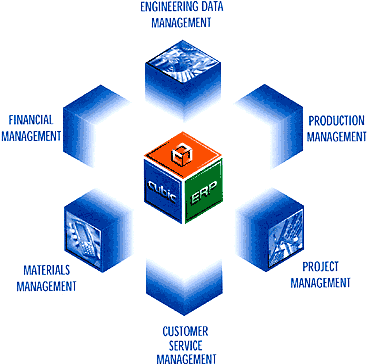 ENGINEERING DATA
MANAGEMENT
FINANCIAL
MANAGEMENT
PRODUCTION
MANAGEMENT
cubic
ERP
MATERIALS
MANAGEMENT
PROJECT
MANAGEMENT
CUSTOMER
SERVICE
MANAGEMENT